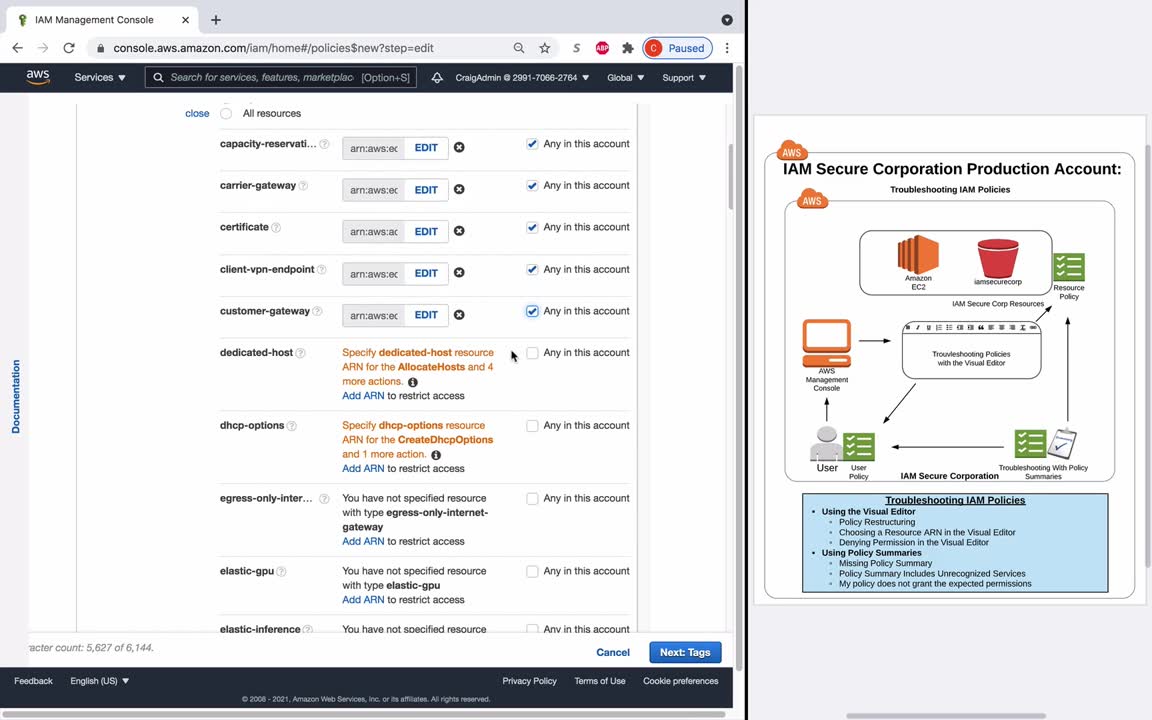 IAM Management Console
console.aws.amazon.com/iam/home#/policies$new?step=edit
S
ABP
C
Paused
aws
Services
Search for services, features, marketplac
[Option+S]
CraigAdmin @ 2991-7066-2764
Global
Support
close
All resources
capacity-reservati...
arn:aws:ec
EDIT
Any in this account
carrier-gateway
arn:aws:ec
EDIT
Any in this account
certificate
arn:aws:ec
EDIT
Any in this account
client-vpn-endpoint
arn:aws:ec
EDIT
Any in this account
customer-gateway
arn:aws:ec
EDIT
Any in this account
dedicated-host
Specify dedicated-host resource
ARN for the AllocateHosts and 4
more actions.
Add ARN to restrict access
Any in this account
dhcp-options
Specify dhcp-options resource
ARN for the CreateDhcpOptions
and 1 more action.
Add ARN to restrict access
Any in this account
egress-only-inter...
You have not specified resource
with type egress-only-internet-
gateway
Add ARN to restrict access
Any in this account
elastic-gpu
You have not specified resource
with type elastic-gpu
Add ARN to restrict access
Any in this account
elastic-inference
You have not specified resource
Any in this account
Documentation
racter count: 5,627 of 6,144.
Cancel
Next: Tags
Feedback
English (US)
Privacy Policy
Terms of Use
Cookie preferences
© 2008 - 2021, Amazon Web Services, Inc. or its affiliates. All rights reserved.
AWS
IAM Secure Corporation Production Account:
Troubleshooting IAM Policies
AWS
Amazon
EC2
iamsecurecorp
Resource
Policy
IAM Secure Corp Resources
AWS
Management
Console
Trouvleshooting Policies
with the Visual Editor
User
User
Policy
IAM Secure Corporation
Troubleshooting With Policy
Summaries
Troubleshooting IAM Policies
Using the Visual Editor
Policy Restructuring
Choosing a Resource ARN in the Visual Editor
Denying Permission in the Visual Editor
Using Policy Summaries
Missing Policy Summary
Policy Summary Includes Unrecognized Services
My policy does not grant the expected permissions